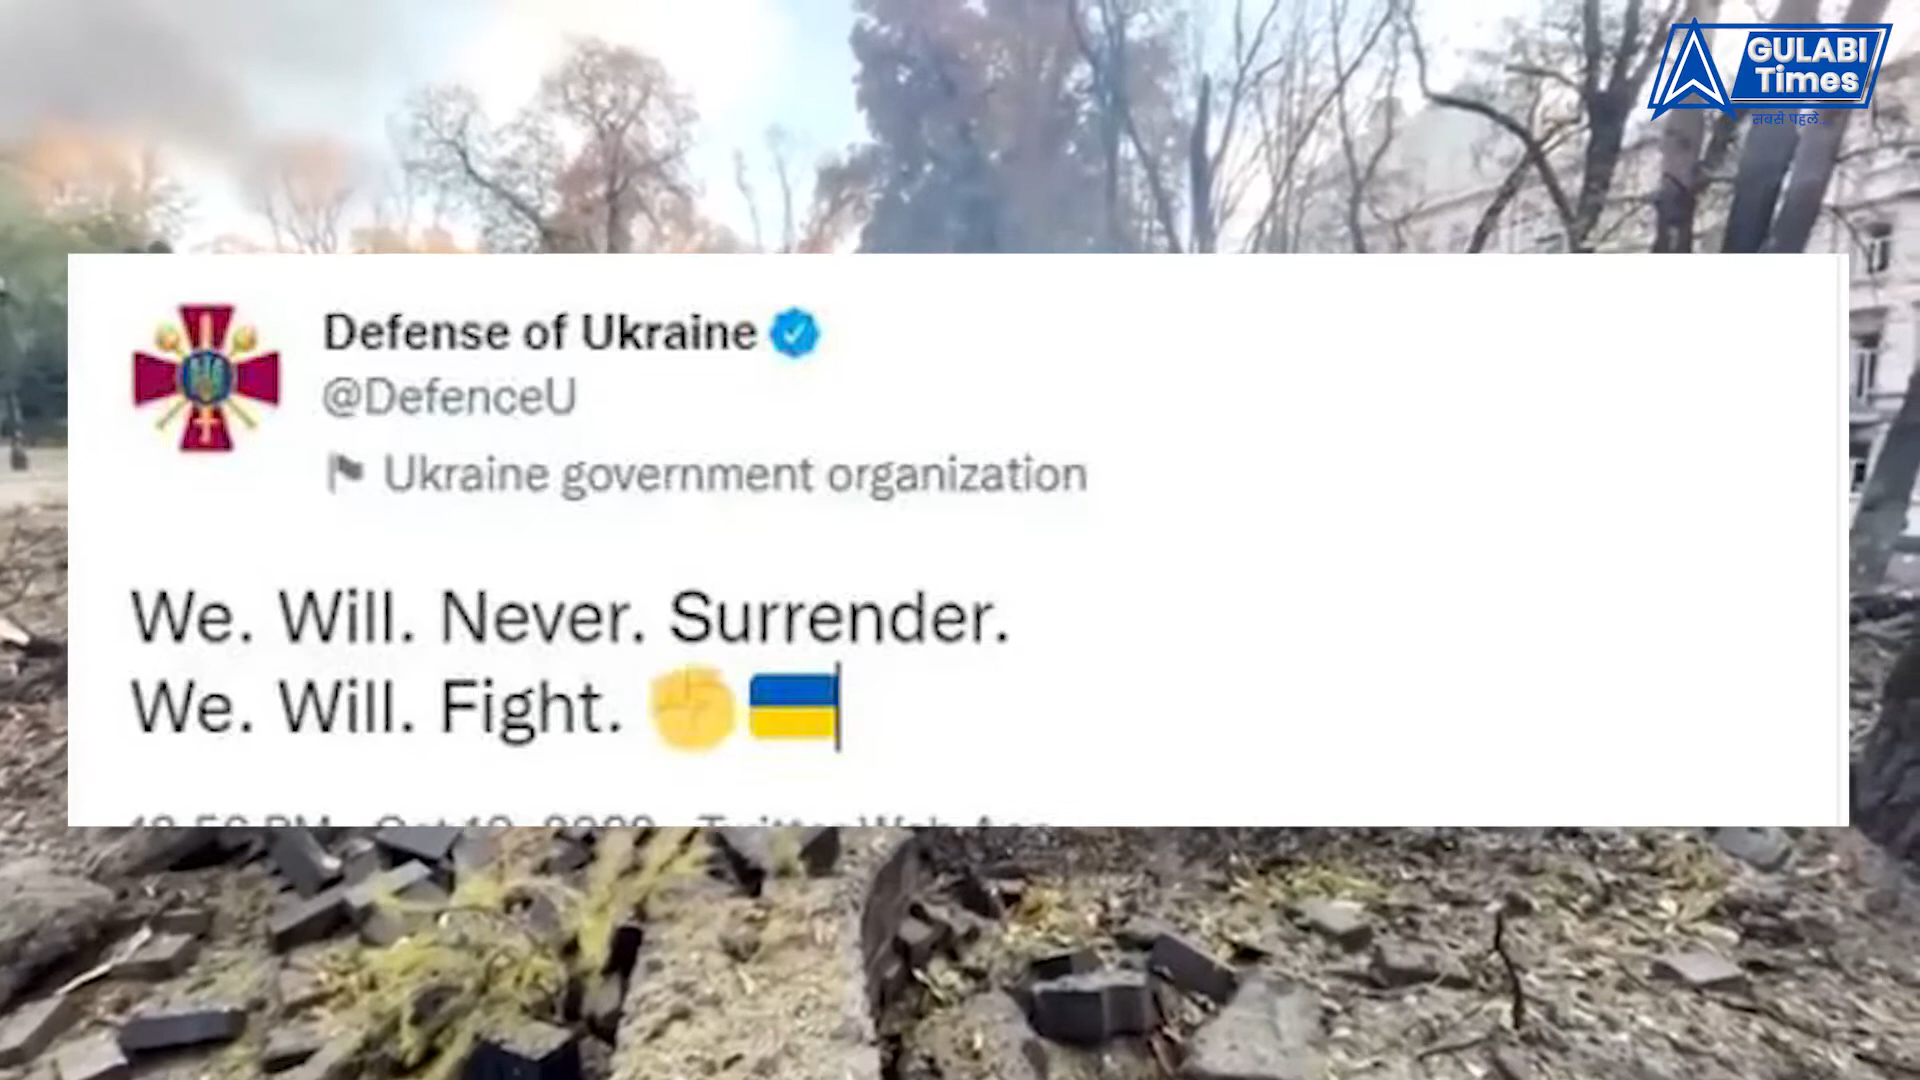 GULABI
Times
सबसे पहले...
Defense of Ukraine
@DefenceU
Ukraine government organization
We. Will. Never. Surrender.
We. Will. Fight.